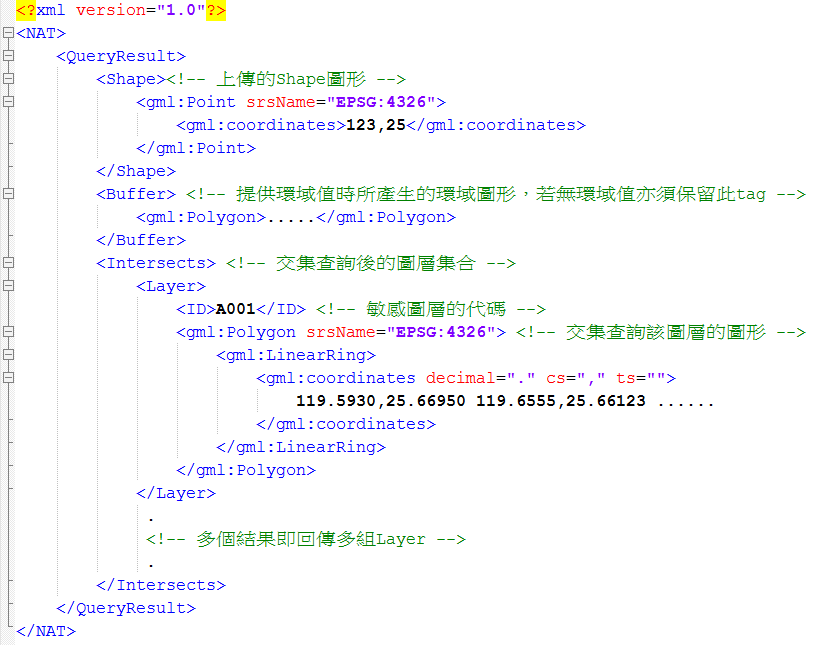 <?xml version="1.0"?>
<NAT>
<QueryResult>
<Shape><!-- 上傳的Shape圖形 -->
<gml:Point srsName="EPSG:4326">
<gml:coordinates>123,25</gml:coordinates>
</gml:Point>
</Shape>
<Buffer> <!-- 提供環域值時所產生的環域圖形，若無環域值亦須保留此tag -->
<gml:Polygon>.....</gml:Polygon>
</Buffer>
<Intersects> <!-- 交集查詢後的圖層集合 -->
<Layer>
<ID>A001</ID> <!-- 敏感圖層的代碼 -->
<gml:Polygon srsName="EPSG:4326"> <!-- 交集查詢該圖層的圖形 -->
<gml:LinearRing>
<gml:coordinates decimal="." cs="," ts="">
119.5930,25.66950 119.6555,25.66123 ......
</gml:coordinates>
</gml:LinearRing>
</gml:Polygon>
</Layer>
.
<!-- 多個結果即回傳多組Layer -->
.
</Intersects>
</QueryResult>
</NAT>